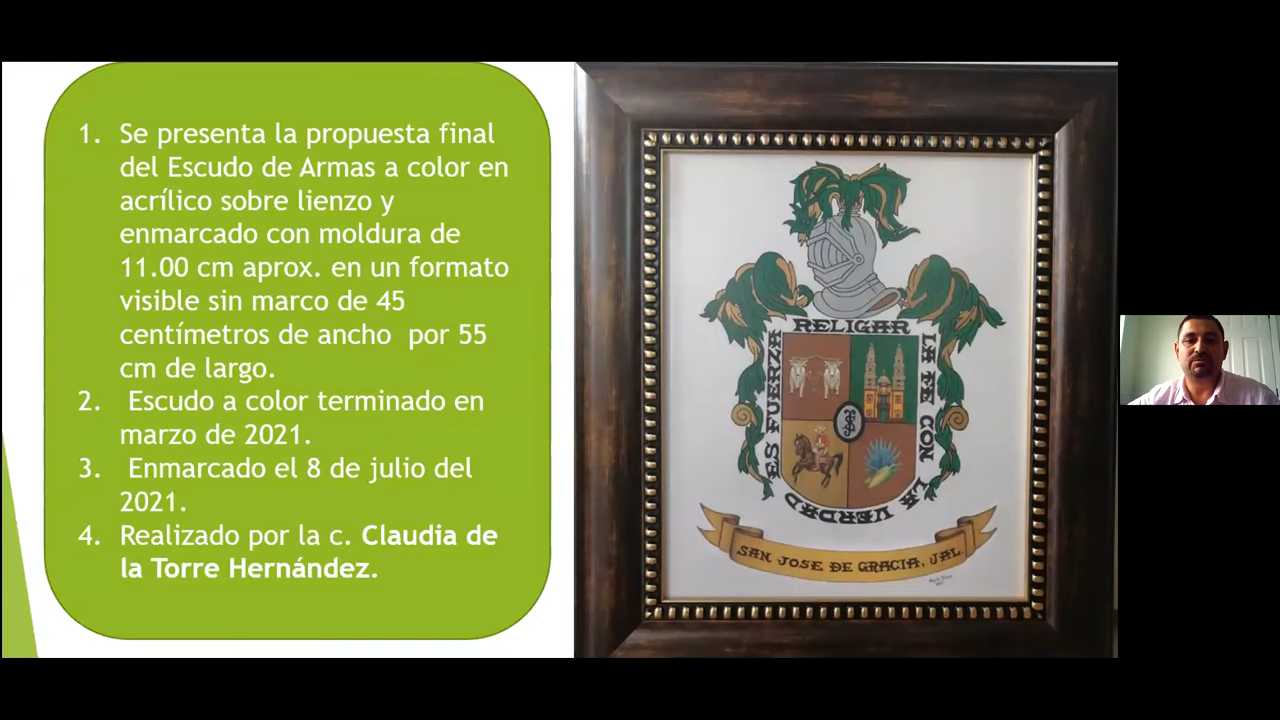 1. Se presenta la propuesta final
del Escudo de Armas a color en
acrílico sobre lienzo y
enmarcado con moldura de
11.00 cm aprox. en un formato
visible sin marco de 45
centímetros de ancho por 55
cm de largo.
2. Escudo a color terminado en
marzo de 2021.
3. Enmarcado el 8 de julio del
2021.
4. Realizado por la c. Claudia de
la Torre Hernández.
ES FUERZA
RELIGAR
LA FE CON
LA VERDAD
SAN JOSE DE GRACIA, JAL.